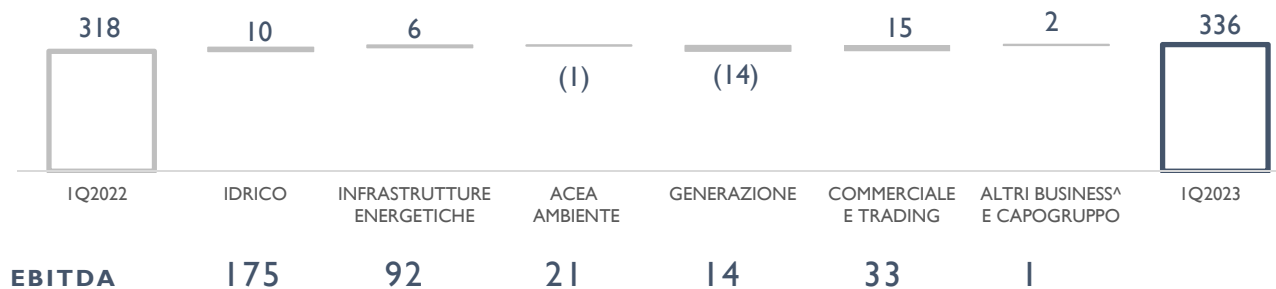 318 10 6 15 2 336
(1) (14)
1Q2022 IDRICO INFRASTRUTTURE ACEA GENERAZIONE COMMERCIALE ALTRI BUSINESS^ 1Q2023
ENERGETICHE AMBIENTE E TRADING E CAPOGRUPPO
EBITDA 175 92 21 14 33 1